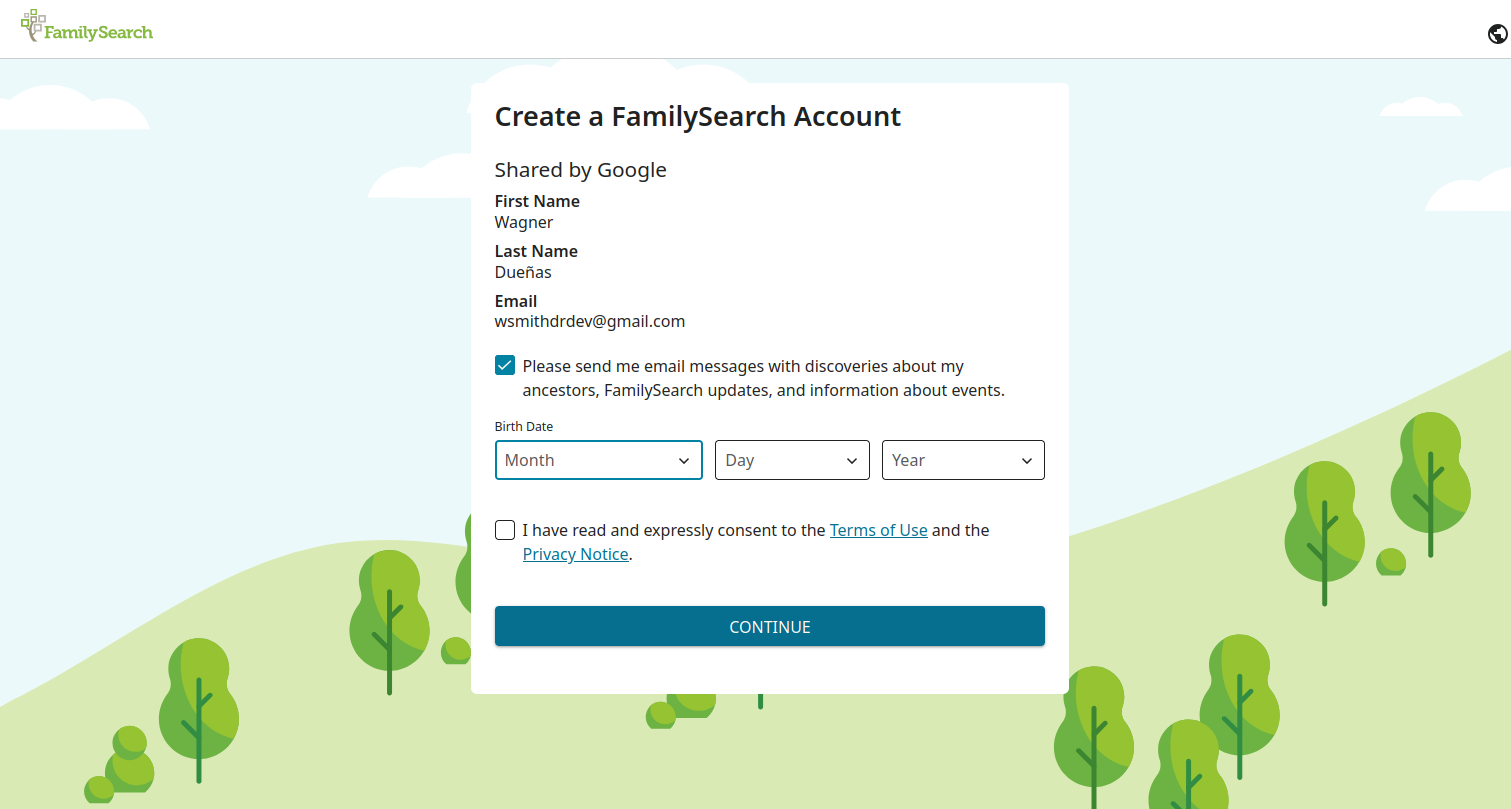 FamilySearch
Create a FamilySearch Account
Shared by Google
First Name
Wagner
Last Name
Dueñas
Email
wsmithdrdev@gmail.com
Please send me email messages with discoveries about my
ancestors, FamilySearch updates, and information about events.
Birth Date
Month Day Year
I have read and expressly consent to the Terms of Use and the
Privacy Notice.
CONTINUE